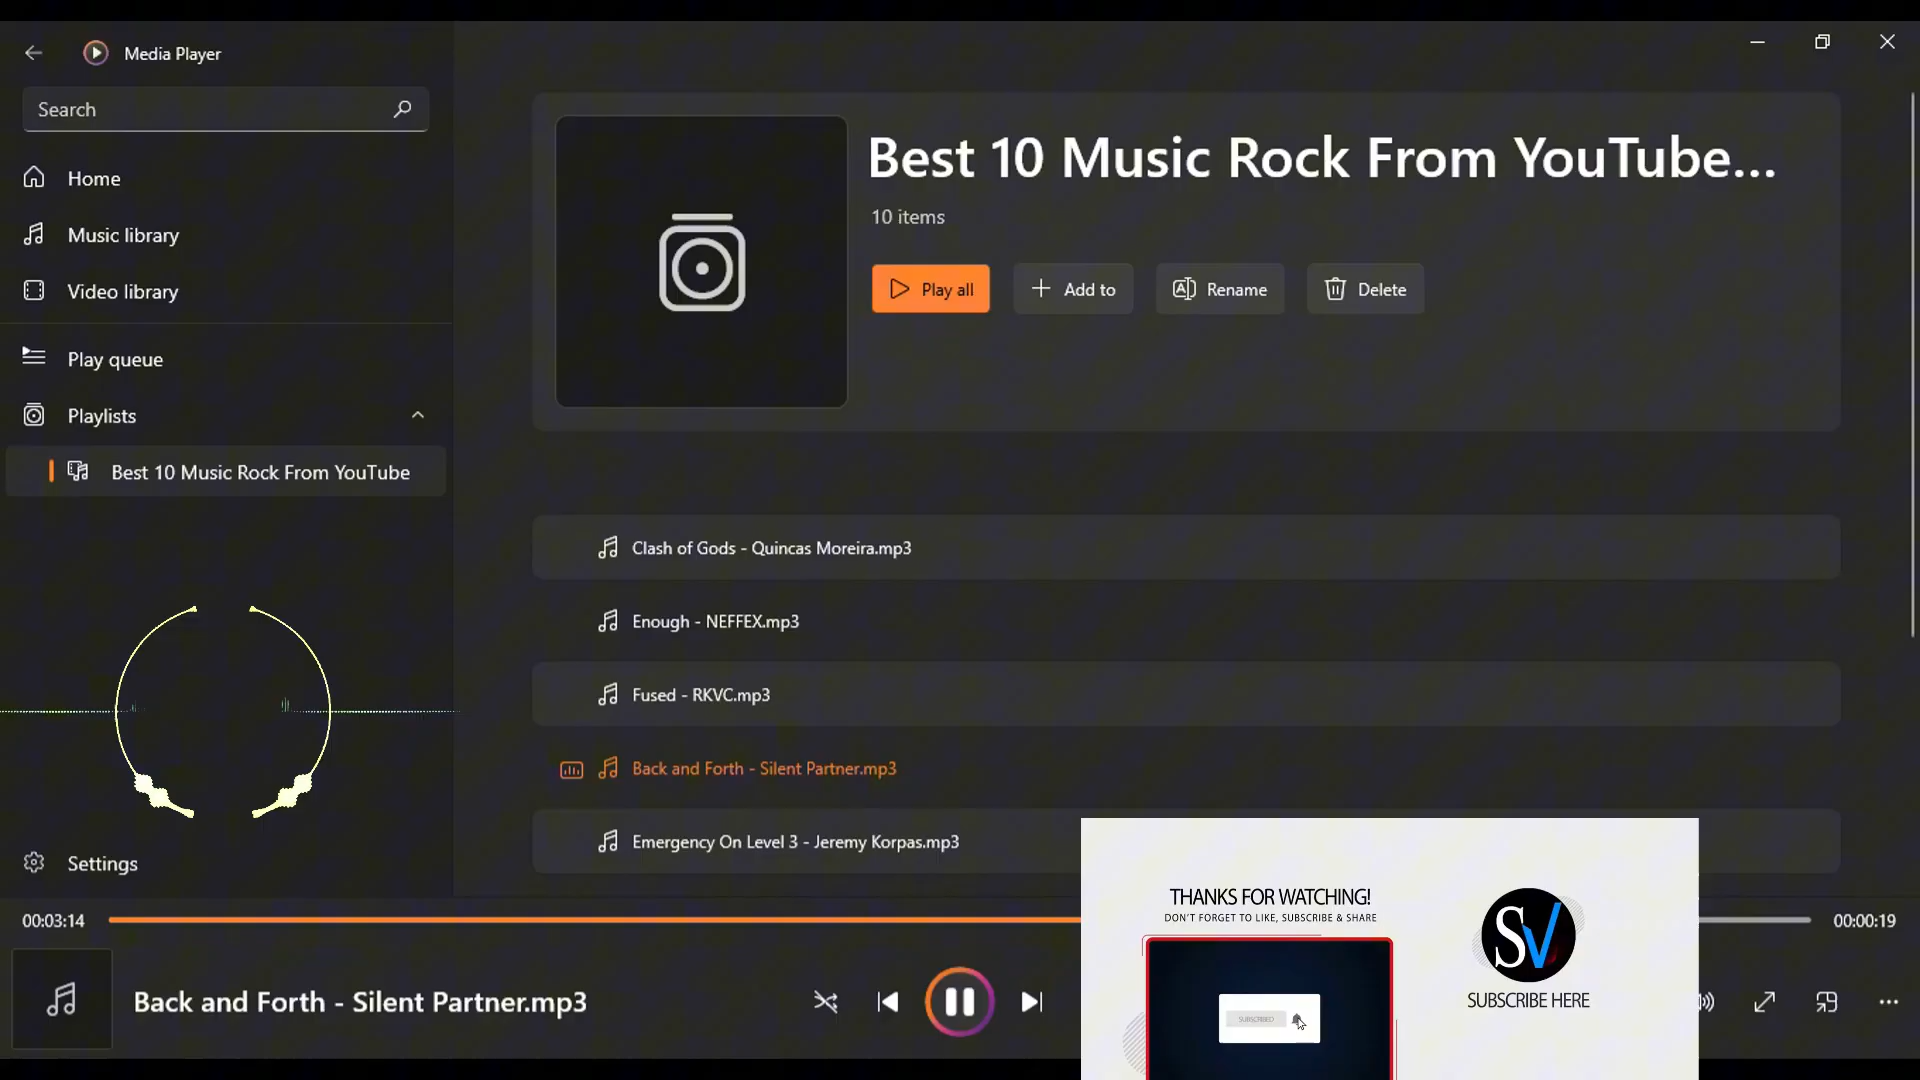 Media Player
Search
Home
Music library
Video library
Play queue
Playlists
Best 10 Music Rock From YouTube
Settings
Best 10 Music Rock From YouTube...
10 items
Play all
Add to
Rename
Delete
Clash of Gods - Quincas Moreira.mp3
Enough - NEFFEX.mp3
Fused - RKVC.mp3
Back and Forth - Silent Partner.mp3
Emergency On Level 3 - Jeremy Korpas.mp3
00:03:14
00:00:19
Back and Forth - Silent Partner.mp3
THANKS FOR WATCHING!
DON'T FORGET TO LIKE, SUBSCRIBE & SHARE
SUBSCRIBED
SV
SUBSCRIBE HERE